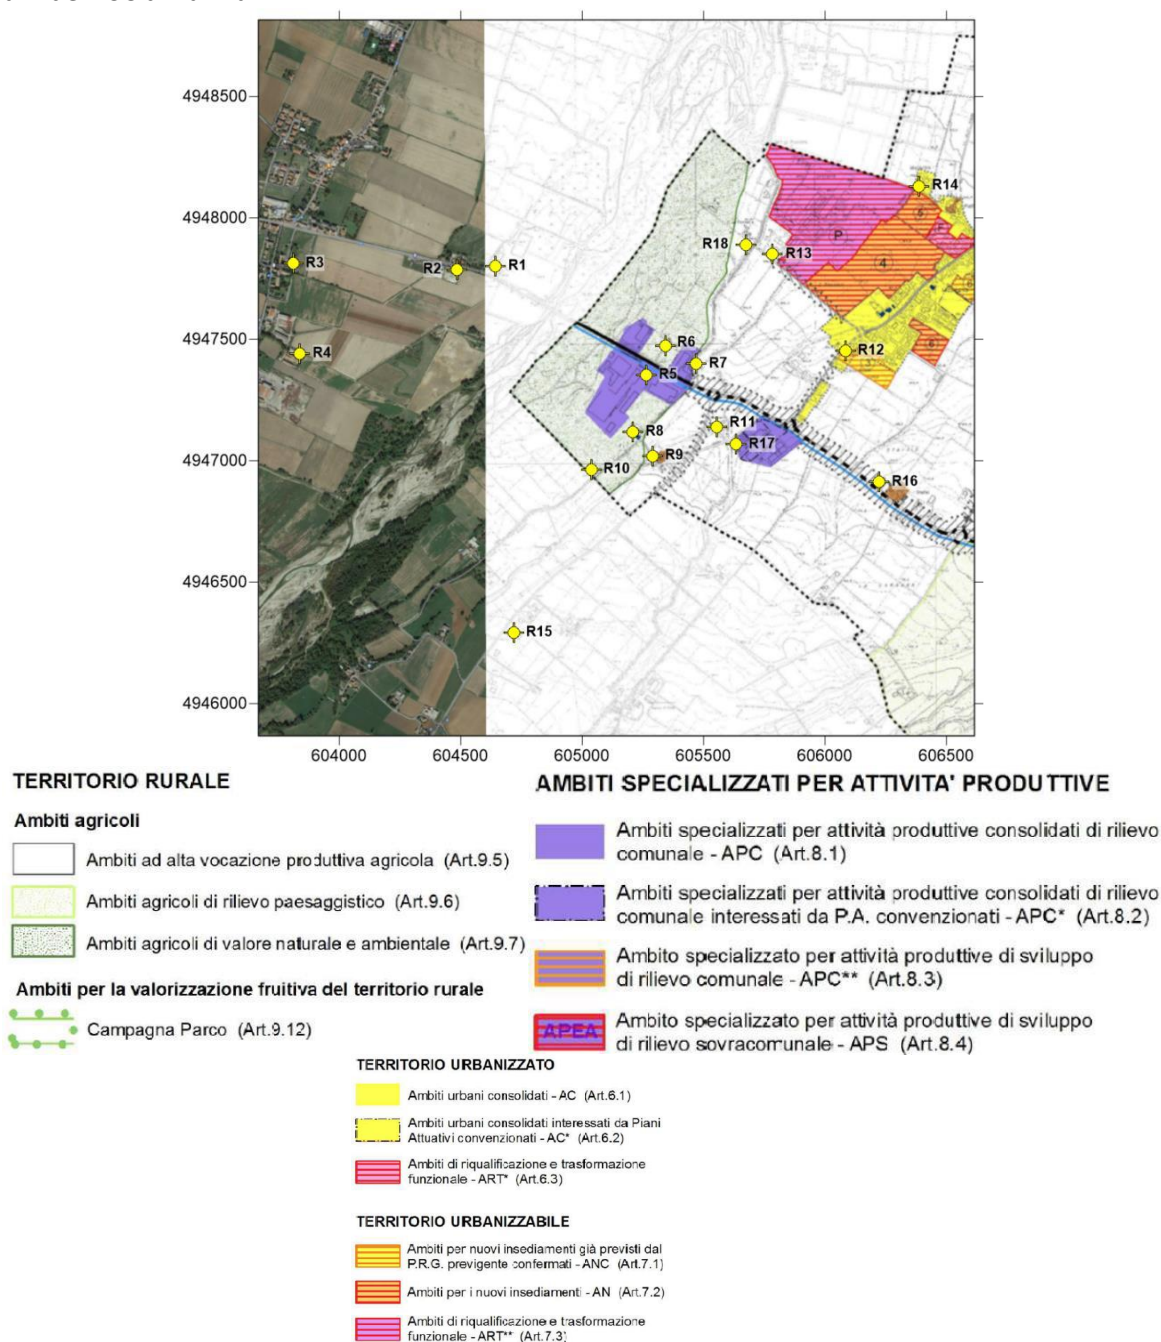 4948500
4948000
4947500
4947000
4946500
4946000
604000
604500
605000
605500
606000
606500
R14
R18
R13
R3
R2
R1
R4
R6
R7
R5
R12
R11
R8
R17
R9
R10
R16
R15
P
4
TERRITORIO RURALE
Ambiti agricoli
Ambiti ad alta vocazione produttiva agricola (Art.9.5)
Ambiti agricoli di rilievo paesaggistico (Art.9.6)
Ambiti agricoli di valore naturale e ambientale (Art.9.7)
Ambiti per la valorizzazione fruitiva del territorio rurale
Campagna Parco (Art.9.12)
AMBITI SPECIALIZZATI PER ATTIVITA' PRODUTTIVE
Ambiti specializzati per attività produttive consolidati di rilievo
comunale - APC (Art.8.1)
Ambiti specializzati per attività produttive consolidati di rilievo
comunale interessati da P.A. convenzionati - APC* (Art.8.2)
Ambito specializzato per attività produttive di sviluppo
di rilievo comunale - APC** (Art.8.3)
APEA
Ambito specializzato per attività produttive di sviluppo
di rilievo sovracomunale - APS (Art.8.4)
TERRITORIO URBANIZZATO
Ambiti urbani consolidati - AC (Art.6.1)
Ambiti urbani consolidati interessati da Piani
Attuativi convenzionati - AC* (Art.6.2)
Ambiti di riqualificazione e trasformazione
funzionale - ART* (Art.6.3)
TERRITORIO URBANIZZABILE
Ambiti per nuovi insediamenti già previsti dal
P.R.G. previgente confermati - ANC (Art.7.1)
Ambiti per i nuovi insediamenti - AN (Art.7.2)
Ambiti di riqualificazione e trasformazione
funzionale - ART** (Art.7.3)